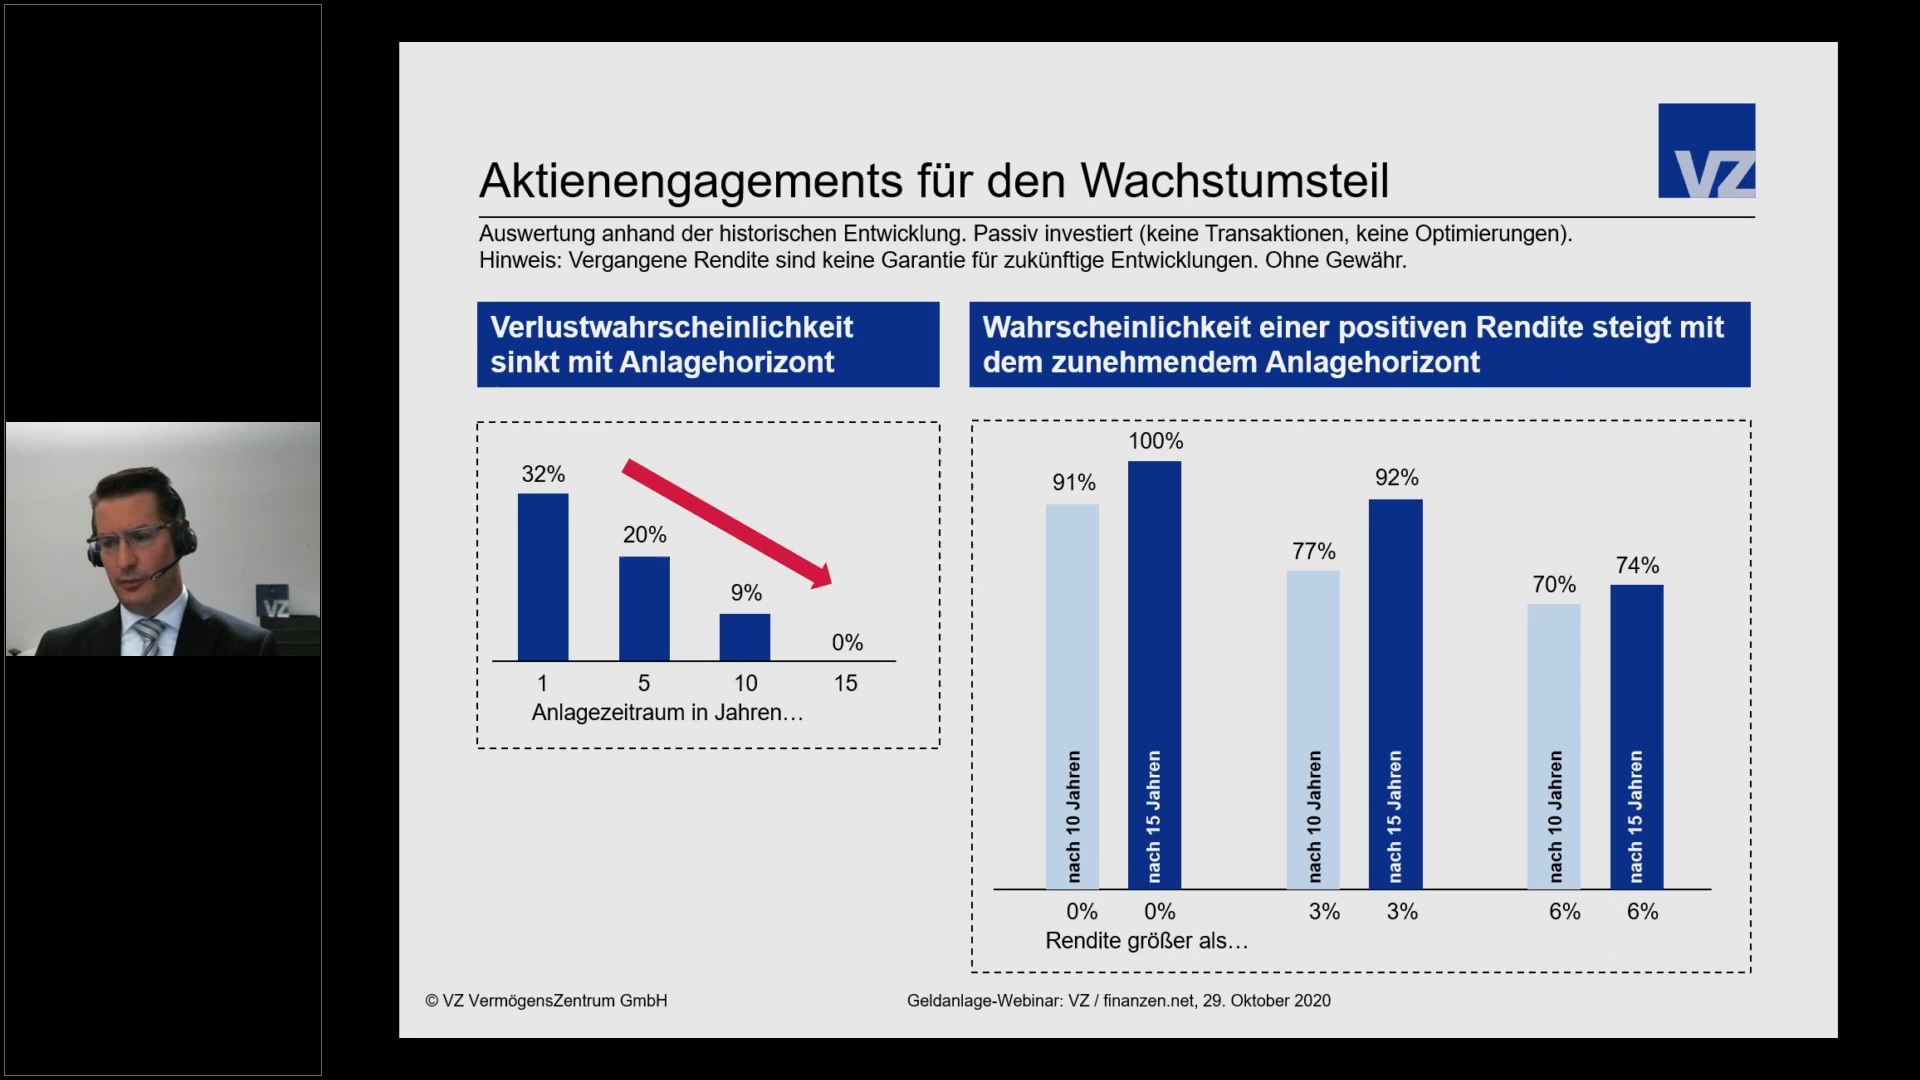 VZ
Aktienengagements für den Wachstumsteil
Auswertung anhand der historischen Entwicklung. Passiv investiert (keine Transaktionen, keine Optimierungen).
Hinweis: Vergangene Rendite sind keine Garantie für zukünftige Entwicklungen. Ohne Gewähr.
Verlustwahrscheinlichkeit
sinkt mit Anlagehorizont
32%
20%
9%
0%
1 5 10 15
Anlagezeitraum in Jahren…
Wahrscheinlichkeit einer positiven Rendite steigt mit
dem zunehmendem Anlagehorizont
91%
100%
77%
92%
70%
74%
nach 10 Jahren
nach 15 Jahren
nach 10 Jahren
nach 15 Jahren
nach 10 Jahren
nach 15 Jahren
0% 0% 3% 3% 6% 6%
Rendite größer als…
VZ
© VZ VermögensZentrum GmbH
Geldanlage-Webinar: VZ / finanzen.net, 29. Oktober 2020